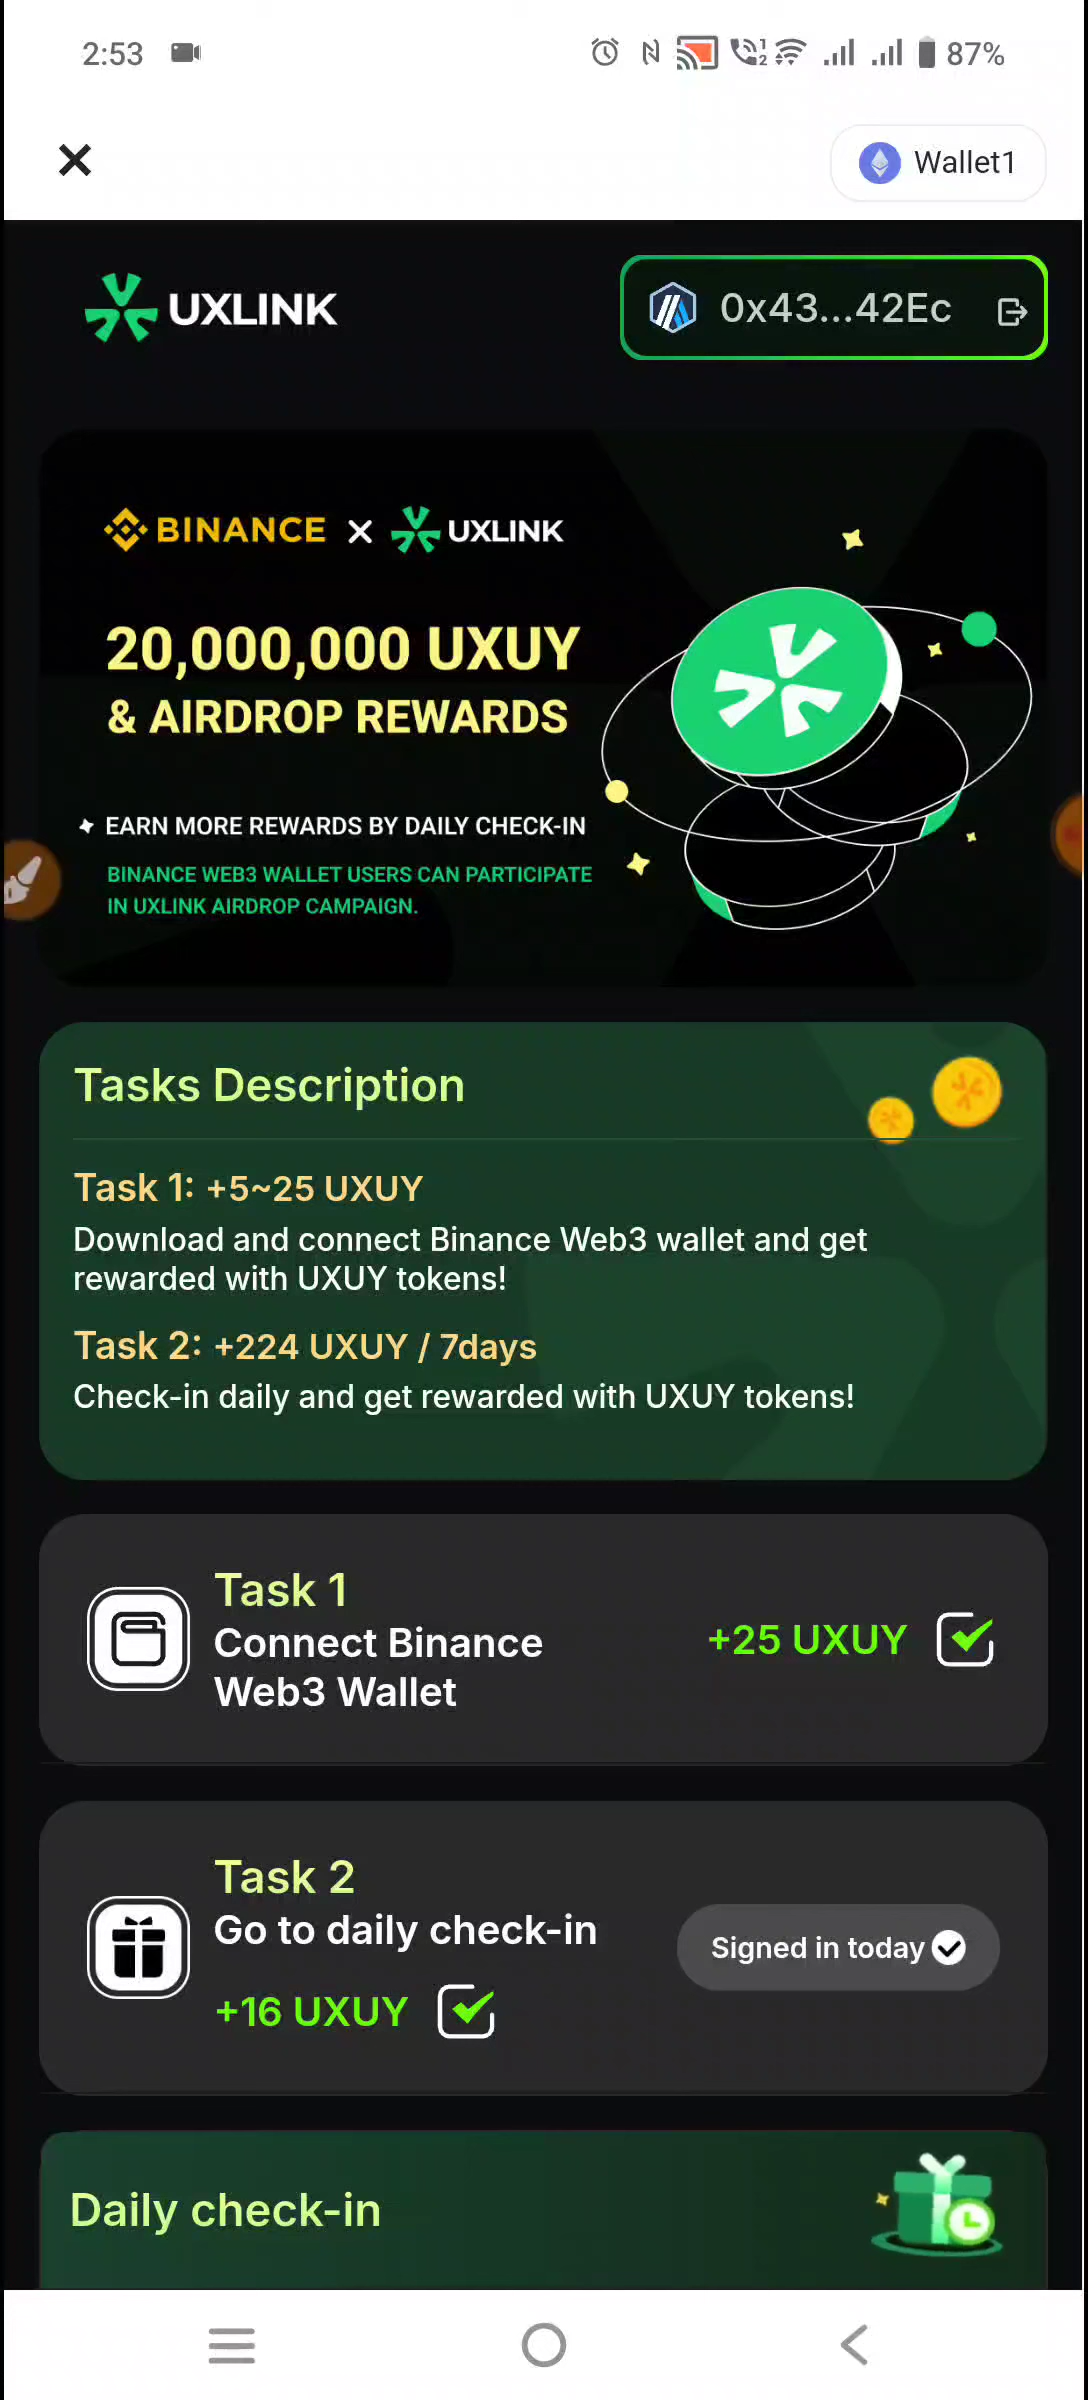 2:53
1
2
87%
Wallet1
UXLINK
0x43...42Ec
BINANCE X UXLINK
20,000,000 UXUY
& AIRDROP REWARDS
EARN MORE REWARDS BY DAILY CHECK-IN
BINANCE WEB3 WALLET USERS CAN PARTICIPATE
IN UXLINK AIRDROP CAMPAIGN.
Tasks Description
Task 1: +5~25 UXUY
Download and connect Binance Web3 wallet and get
rewarded with UXUY tokens!
Task 2: +224 UXUY / 7days
Check-in daily and get rewarded with UXUY tokens!
Task 1
Connect Binance
Web3 Wallet
+25 UXUY
Task 2
Go to daily check-in
+16 UXUY
Signed in today
Daily check-in